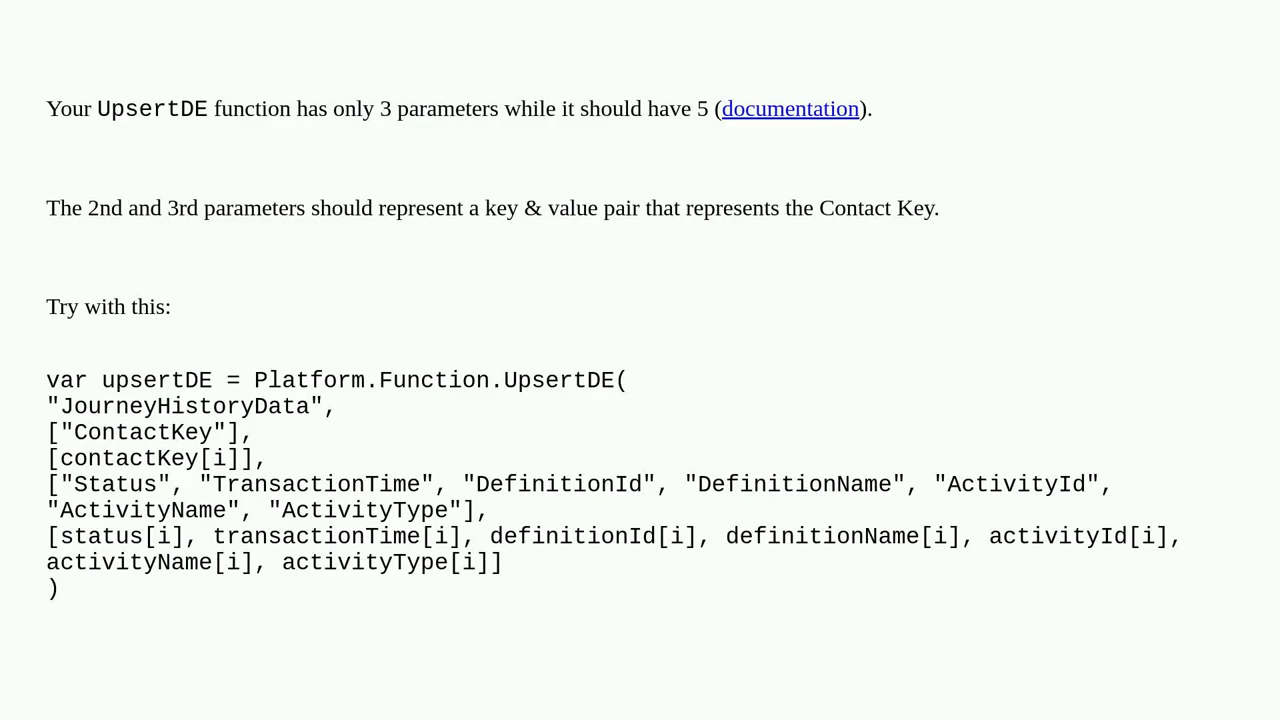 Your UpsertDE function has only 3 parameters while it should have 5 (documentation).
The 2nd and 3rd parameters should represent a key & value pair that represents the Contact Key.
Try with this:
var upsertDE = Platform.Function.UpsertDE(
"JourneyHistoryData",
["ContactKey"],
[contactKey[i]],
["Status", "TransactionTime", "DefinitionId", "DefinitionName", "ActivityId",
"ActivityName", "ActivityType"],
[status[i], transactionTime[i], definitionId[i], definitionName[i], activityId[i],
activityName[i], activityType[i]]
)